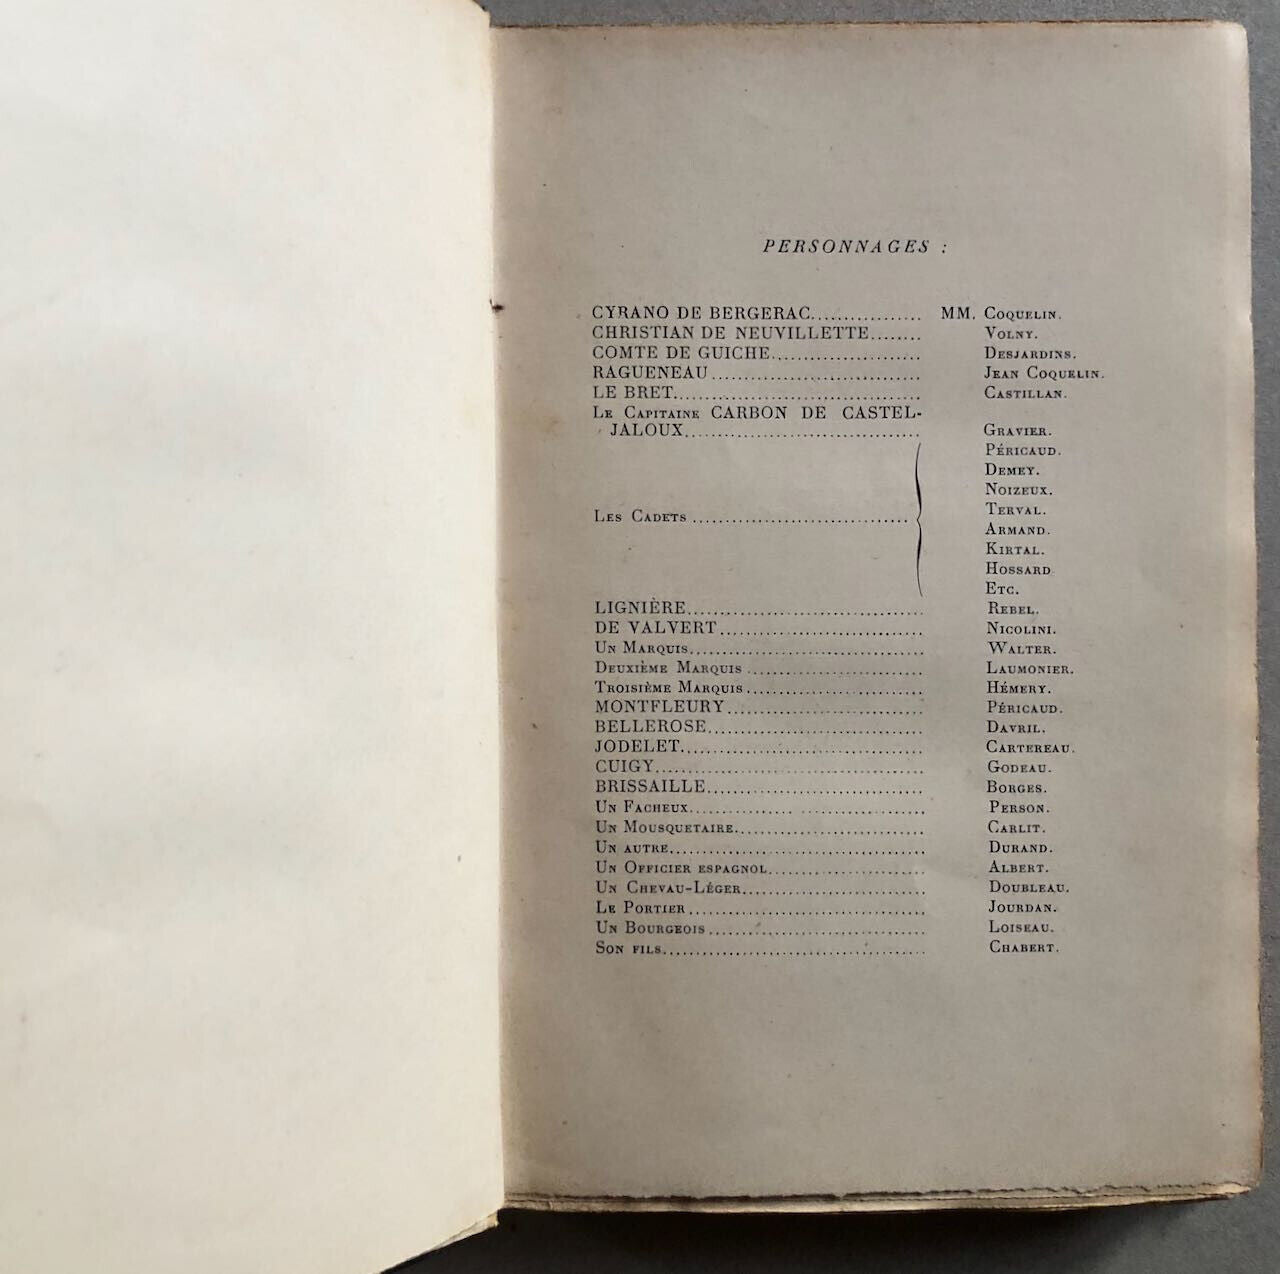 PERSONNAGES :
CYRANO DE BERGERAC................ MM. Coquelin.
CHRISTIAN DE NEUVILLETTE........ Volny.
COMTE DE GUICHE....................... Desjardins.
RAGUENEAU................................ Jean Coquelin.
LE BRET...................................... Castillan.
Le Capitaine CARBON DE CASTEL-
JALOUX.................................... Gravier.
Péricaud.
Demey.
Noizeux.
Terval.
Les Cadets .................................
Armand.
Kirtal.
Hossard
Etc.
LIGNIÈRE.................................... Rebel.
DE VALVERT............................... Nicolini.
Un Marquis.................................... Walter.
Deuxième Marquis........................... Laumonier.
Troisième Marquis........................... Hémery.
MONTFLEURY.............................. Péricaud.
BELLEROSE................................. Davril.
JODELET..................................... Cartereau.
CUIGY......................................... Godeau.
BRISSAILLE................................. Borges.
Un Facheux.................................... Person.
Un Mousquetaire............................. Carlit.
Un autre....................................... Durand.
Un Officier espagnol........................ Albert.
Un Chevau-Léger............................ Doubleau.
Le Portier.................................... Jourdan.
Un Bourgeois................................. Loiseau.
Son fils........................................ Chabert.